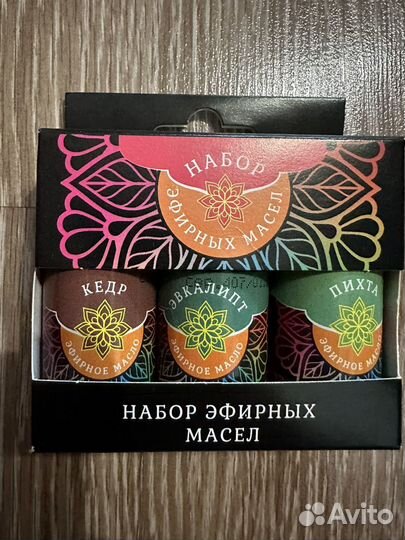 НАБОР
ЭФИРНЫХ МАСЕЛ
КЕДР
ЭФИРНОЕ МАСЛО
ЭВКАЛИПТ
ЭФИРНОЕ МАСЛО
ПИХТА
ЭФИРНОЕ МАСЛО
НАБОР ЭФИРНЫХ
МАСЕЛ
Avito